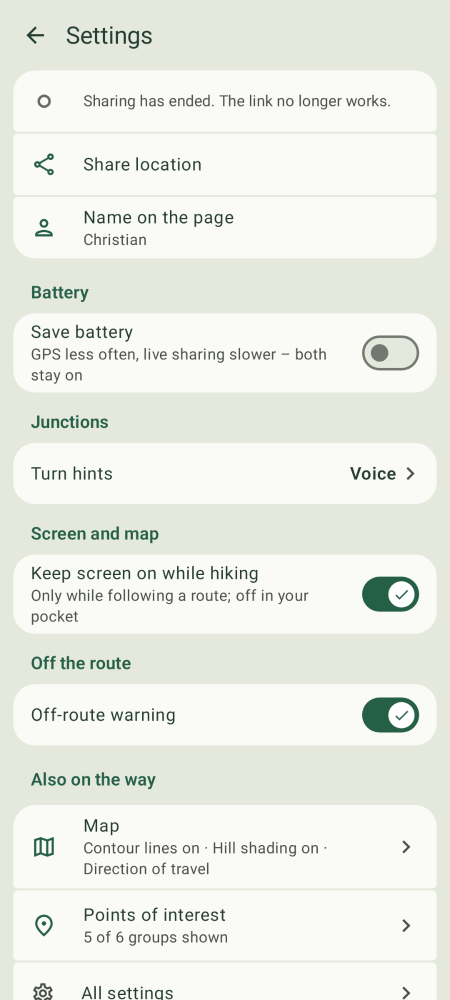 Settings
Sharing has ended. The link no longer works.
Share location
Name on the page
Christian
Battery
Save battery
GPS less often, live sharing slower – both
stay on
Junctions
Turn hints
Voice
Screen and map
Keep screen on while hiking
Only while following a route; off in your
pocket
Off the route
Off-route warning
Also on the way
Map
Contour lines on · Hill shading on ·
Direction of travel
Points of interest
5 of 6 groups shown
All settings